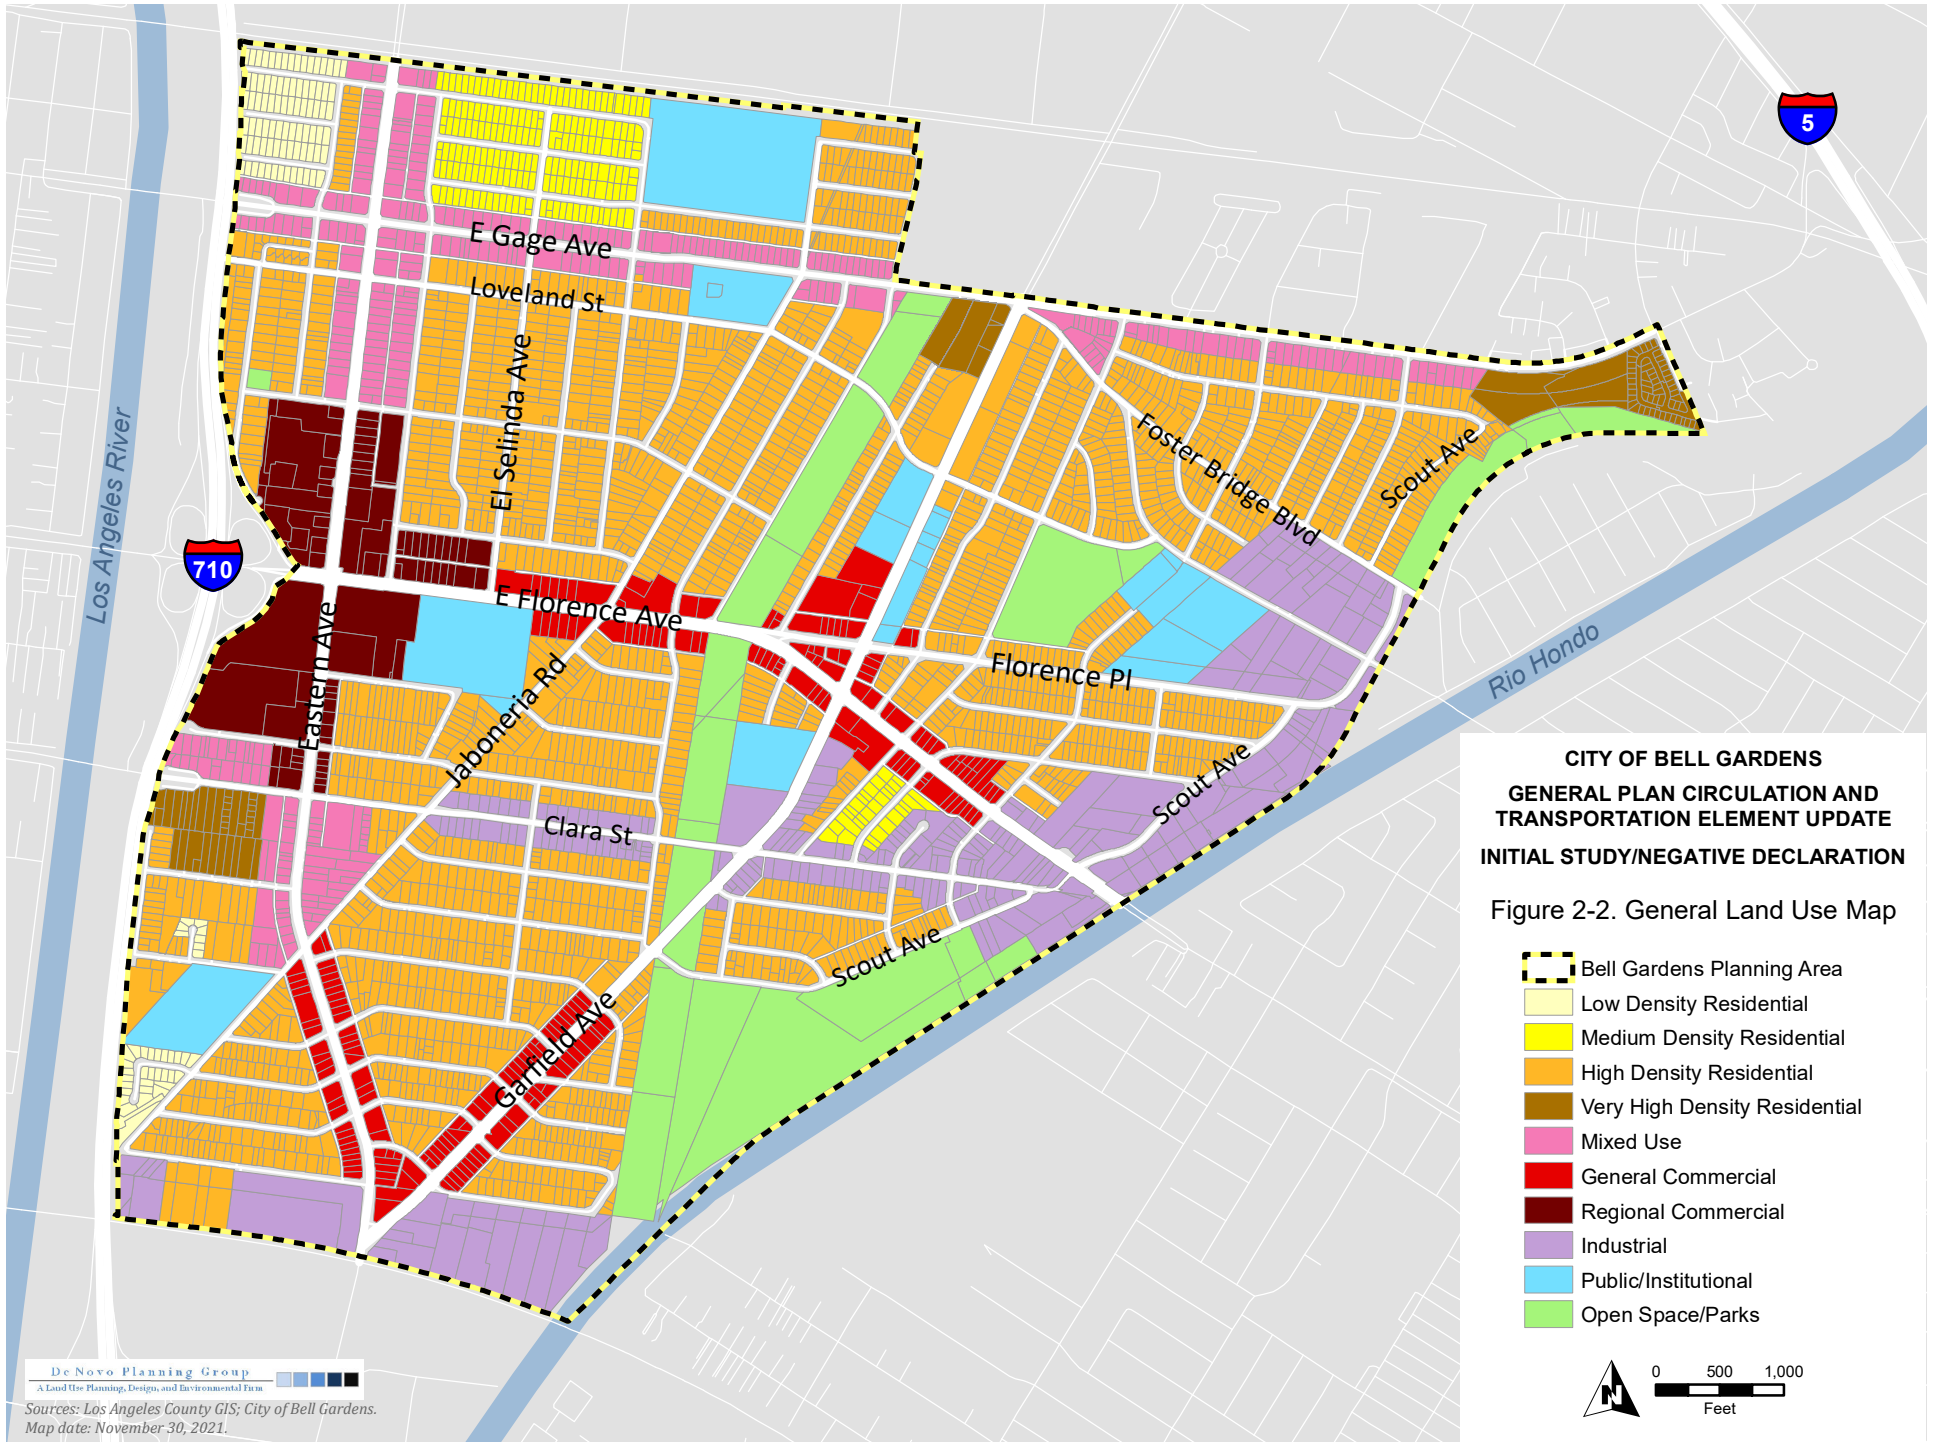 5
E Gage Ave
Loveland St
El Selinda Ave
Los Angeles River
Foster Bridge Blvd
Scout Ave
710
E Florence Ave
Eastern Ave
Jaboneria Rd
Florence Pl
Rio Hondo
Scout Ave
Clara St
Scout Ave
Garfield Ave
CITY OF BELL GARDENS
GENERAL PLAN CIRCULATION AND
TRANSPORTATION ELEMENT UPDATE
INITIAL STUDY/NEGATIVE DECLARATION
Figure 2-2. General Land Use Map
Bell Gardens Planning Area
Low Density Residential
Medium Density Residential
High Density Residential
Very High Density Residential
Mixed Use
General Commercial
Regional Commercial
Industrial
Public/Institutional
Open Space/Parks
N
0 500 1,000
Feet
De Novo Planning Group
A Land Use Planning, Design, and Environmental Firm
Sources: Los Angeles County GIS; City of Bell Gardens.
Map date: November 30, 2021.